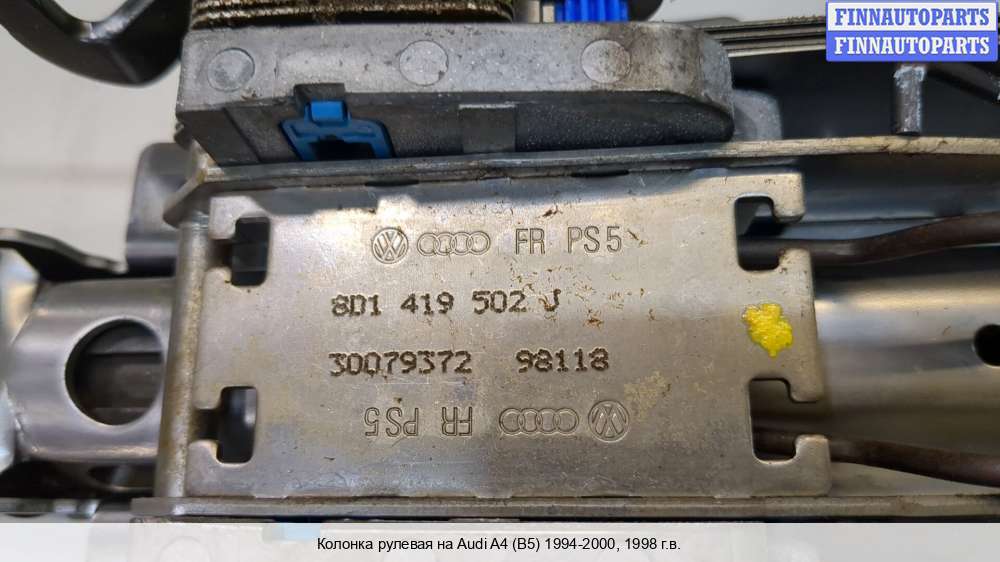 FINNAUTOPARTS
FINNAUTOPARTS
FR PS5
8D1 419 502 J
30079372 98118
FR PS5
Колонка рулевая на Audi A4 (B5) 1994-2000, 1998 г.в.